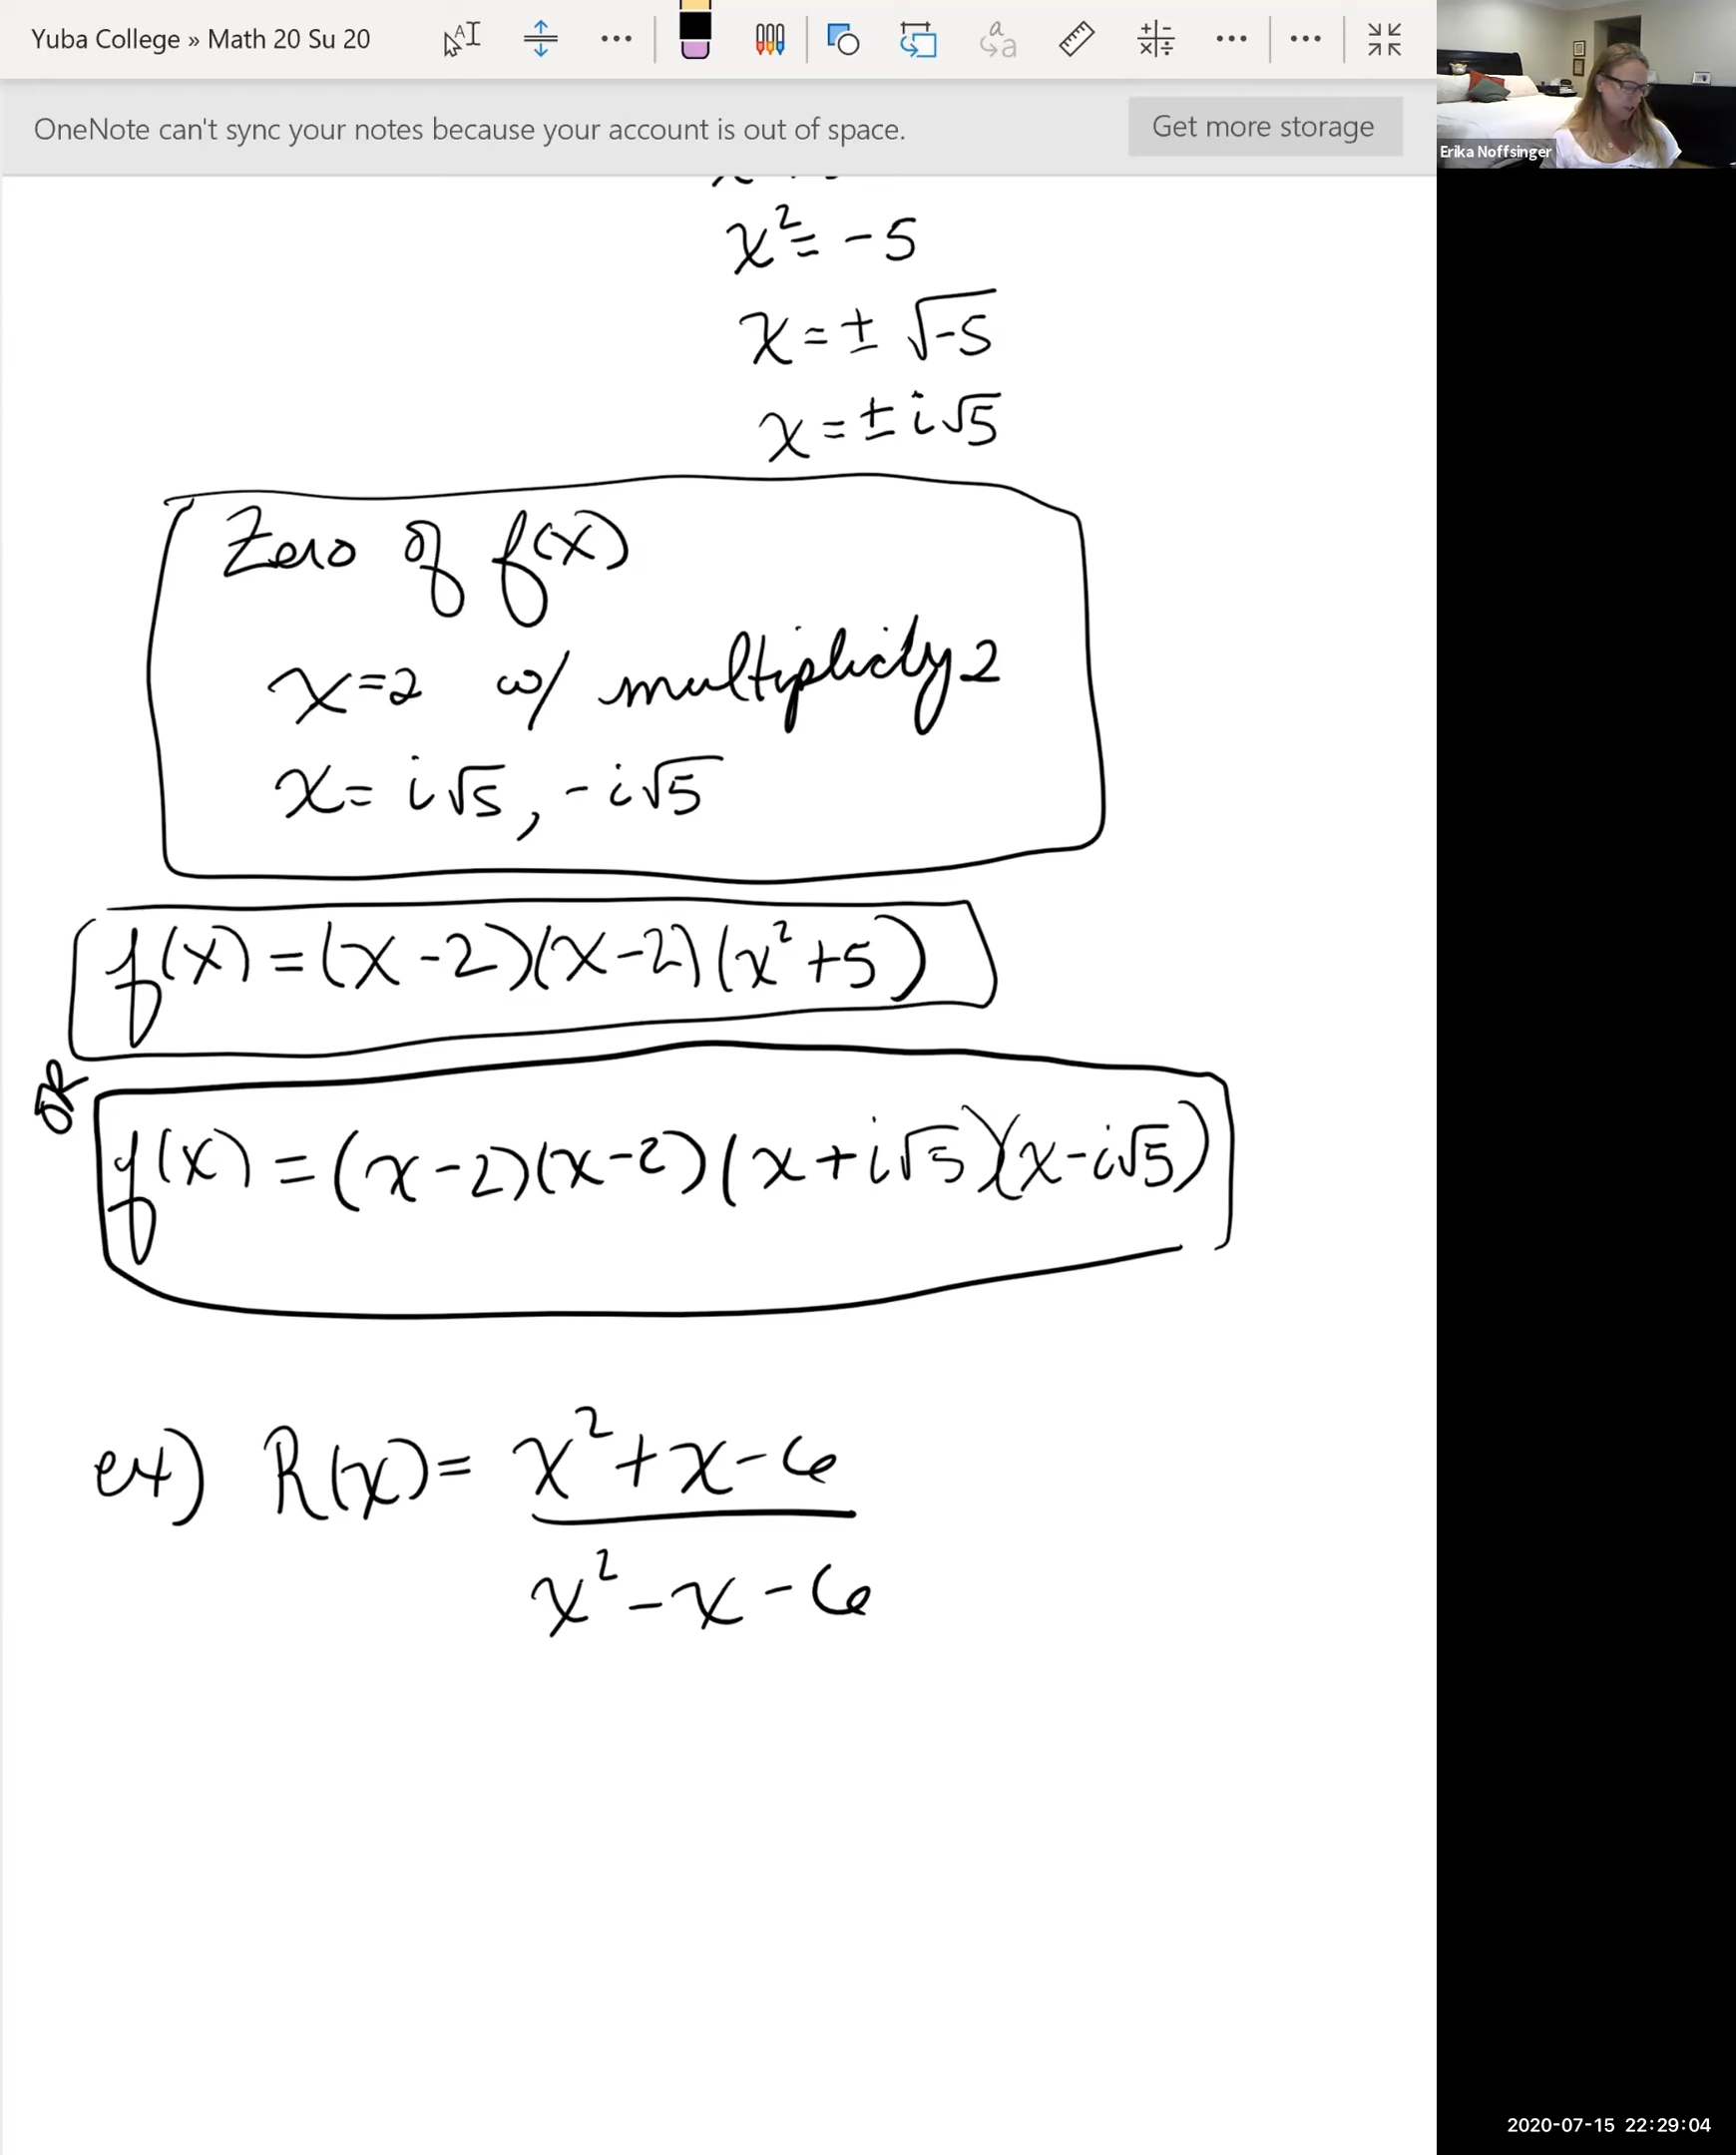 Yuba College » Math 20 Su 20
OneNote can't sync your notes because your account is out of space.
Get more storage
Erika Noffsinger
x² = -5
x = ± √-5
x = ± i√5
Zero of f(x)
x=2 w/ multiplicity 2
x = i√5, -i√5
f(x) = (x-2)(x-2)(x²+5)
OR
f(x) = (x-2)(x-2)(x+i√5)(x-i√5)
ex) R(x) = x²+x-6
x²-x-6
2020-07-15 22:29:04